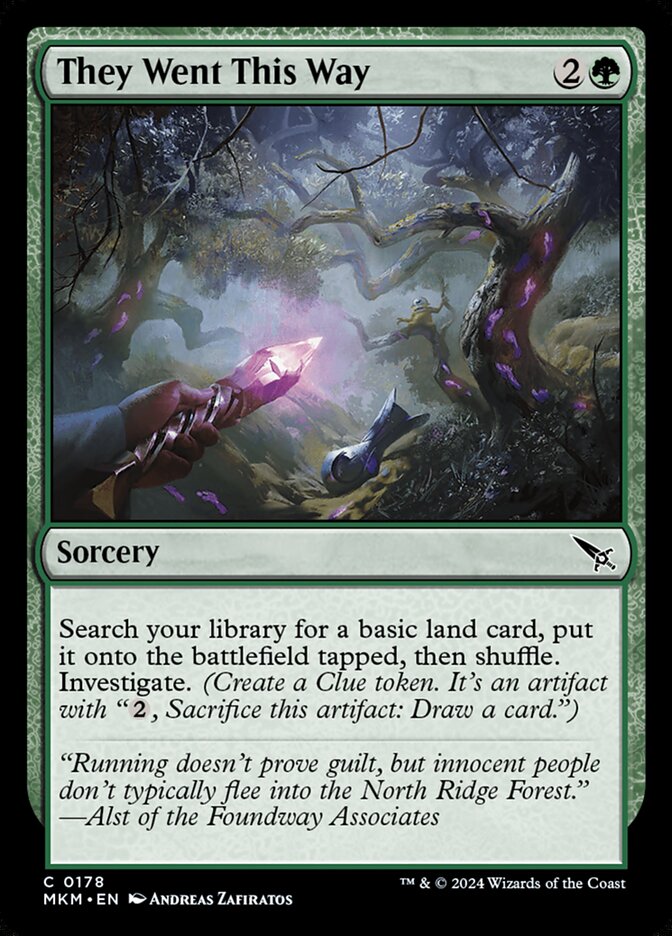 They Went This Way 2
Sorcery
Search your library for a basic land card, put
it onto the battlefield tapped, then shuffle.
Investigate. (Create a Clue token. It's an artifact
with “2, Sacrifice this artifact: Draw a card.”)
“Running doesn't prove guilt, but innocent people
don't typically flee into the North Ridge Forest.”
—Alst of the Foundway Associates
C 0178
MKM • EN ANDREAS ZAFIRATOS
™ & © 2024 Wizards of the Coast